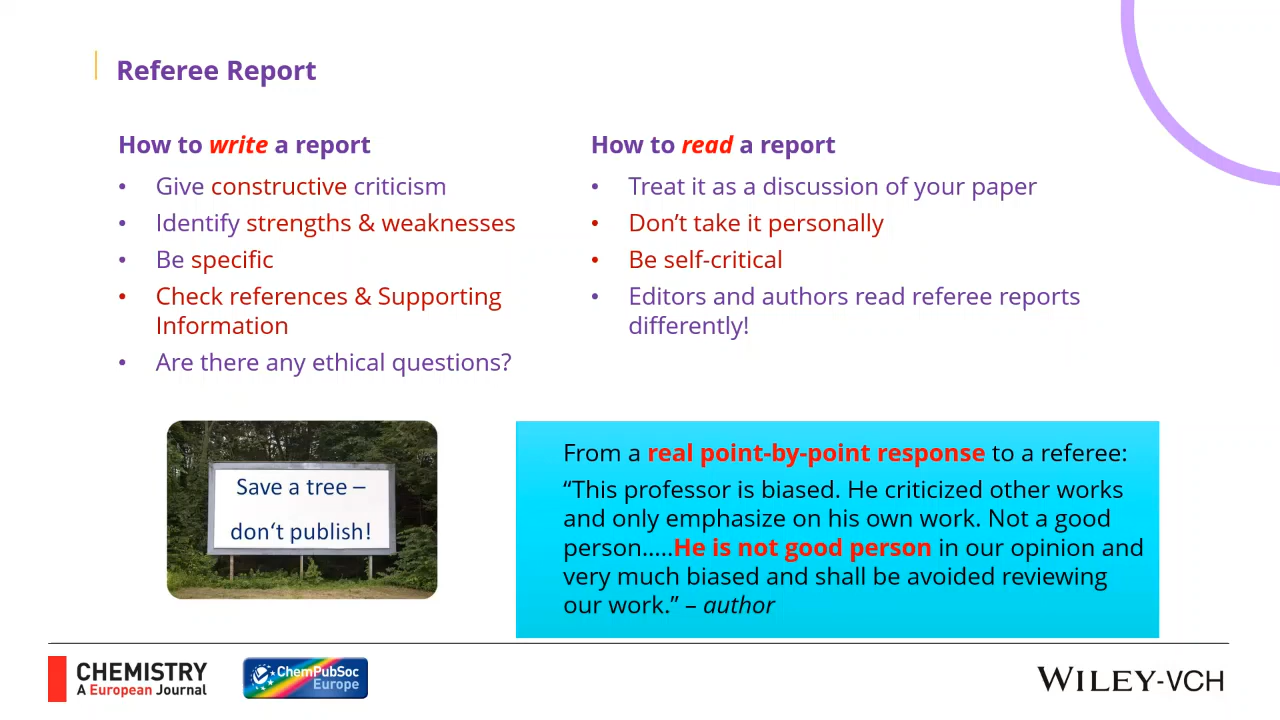 Referee Report
How to write a report
• Give constructive criticism
• Identify strengths & weaknesses
• Be specific
• Check references & Supporting
Information
• Are there any ethical questions?
How to read a report
• Treat it as a discussion of your paper
• Don’t take it personally
• Be self-critical
• Editors and authors read referee reports
differently!
Save a tree –
don‘t publish!
From a real point-by-point response to a referee:
“This professor is biased. He criticized other works
and only emphasize on his own work. Not a good
person.....He is not good person in our opinion and
very much biased and shall be avoided reviewing
our work.” – author
CHEMISTRY
A European Journal
ChemPubSoc
Europe
WILEY-VCH